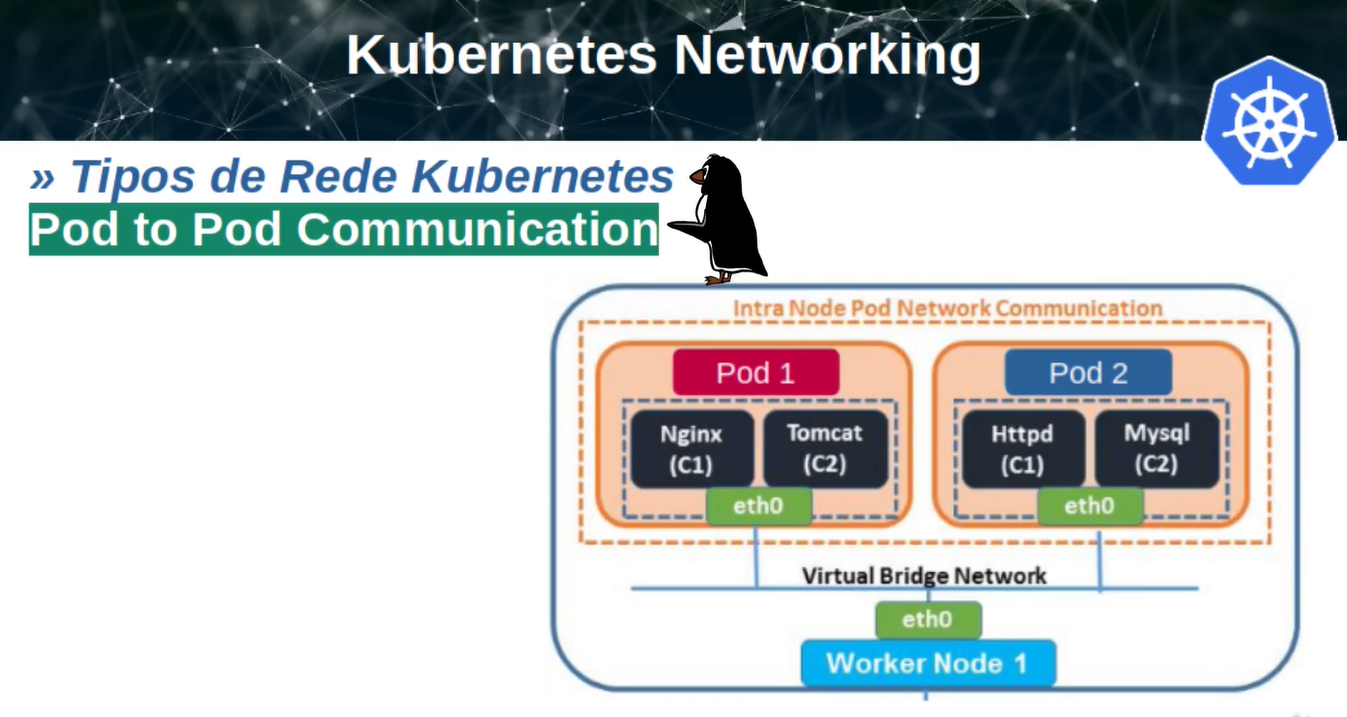 Kubernetes Networking
» Tipos de Rede Kubernetes
Pod to Pod Communication
Intra Node Pod Network Communication
Pod 1
Nginx
(C1)
Tomcat
(C2)
eth0
Pod 2
Httpd
(C1)
Mysql
(C2)
eth0
Virtual Bridge Network
eth0
Worker Node 1